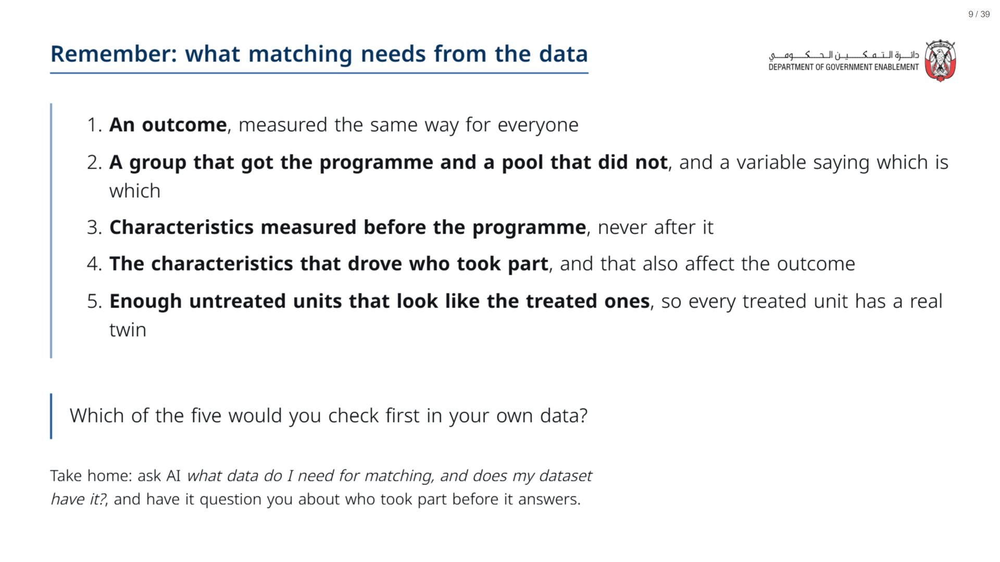 9 / 39
Remember: what matching needs from the data
دائـــرة الـتـمـكـــــيـــن الـحـكـــــومـــي
DEPARTMENT OF GOVERNMENT ENABLEMENT
1. An outcome, measured the same way for everyone
2. A group that got the programme and a pool that did not, and a variable saying which is
which
3. Characteristics measured before the programme, never after it
4. The characteristics that drove who took part, and that also affect the outcome
5. Enough untreated units that look like the treated ones, so every treated unit has a real
twin
Which of the five would you check first in your own data?
Take home: ask AI what data do I need for matching, and does my dataset
have it?, and have it question you about who took part before it answers.